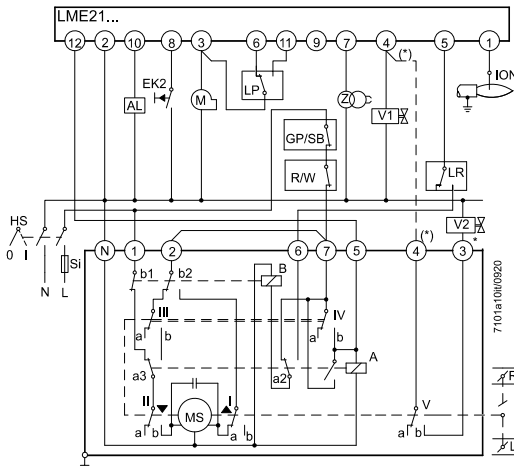 LME21...
12 2 10 8 3 6 11 9 7 4 (*) 5 1
ION
EK2
AL
M
LP
Z
V1
GP/SB
R/W
LR
HS
0 I
Si
N L
V2
N 1 2 6 7 5 4 (*) 3 *
b1 b2 B
III IV
a b a b
A
a3 a2
II I V
MS
a b a b a b
R
L
7101a10it/0920